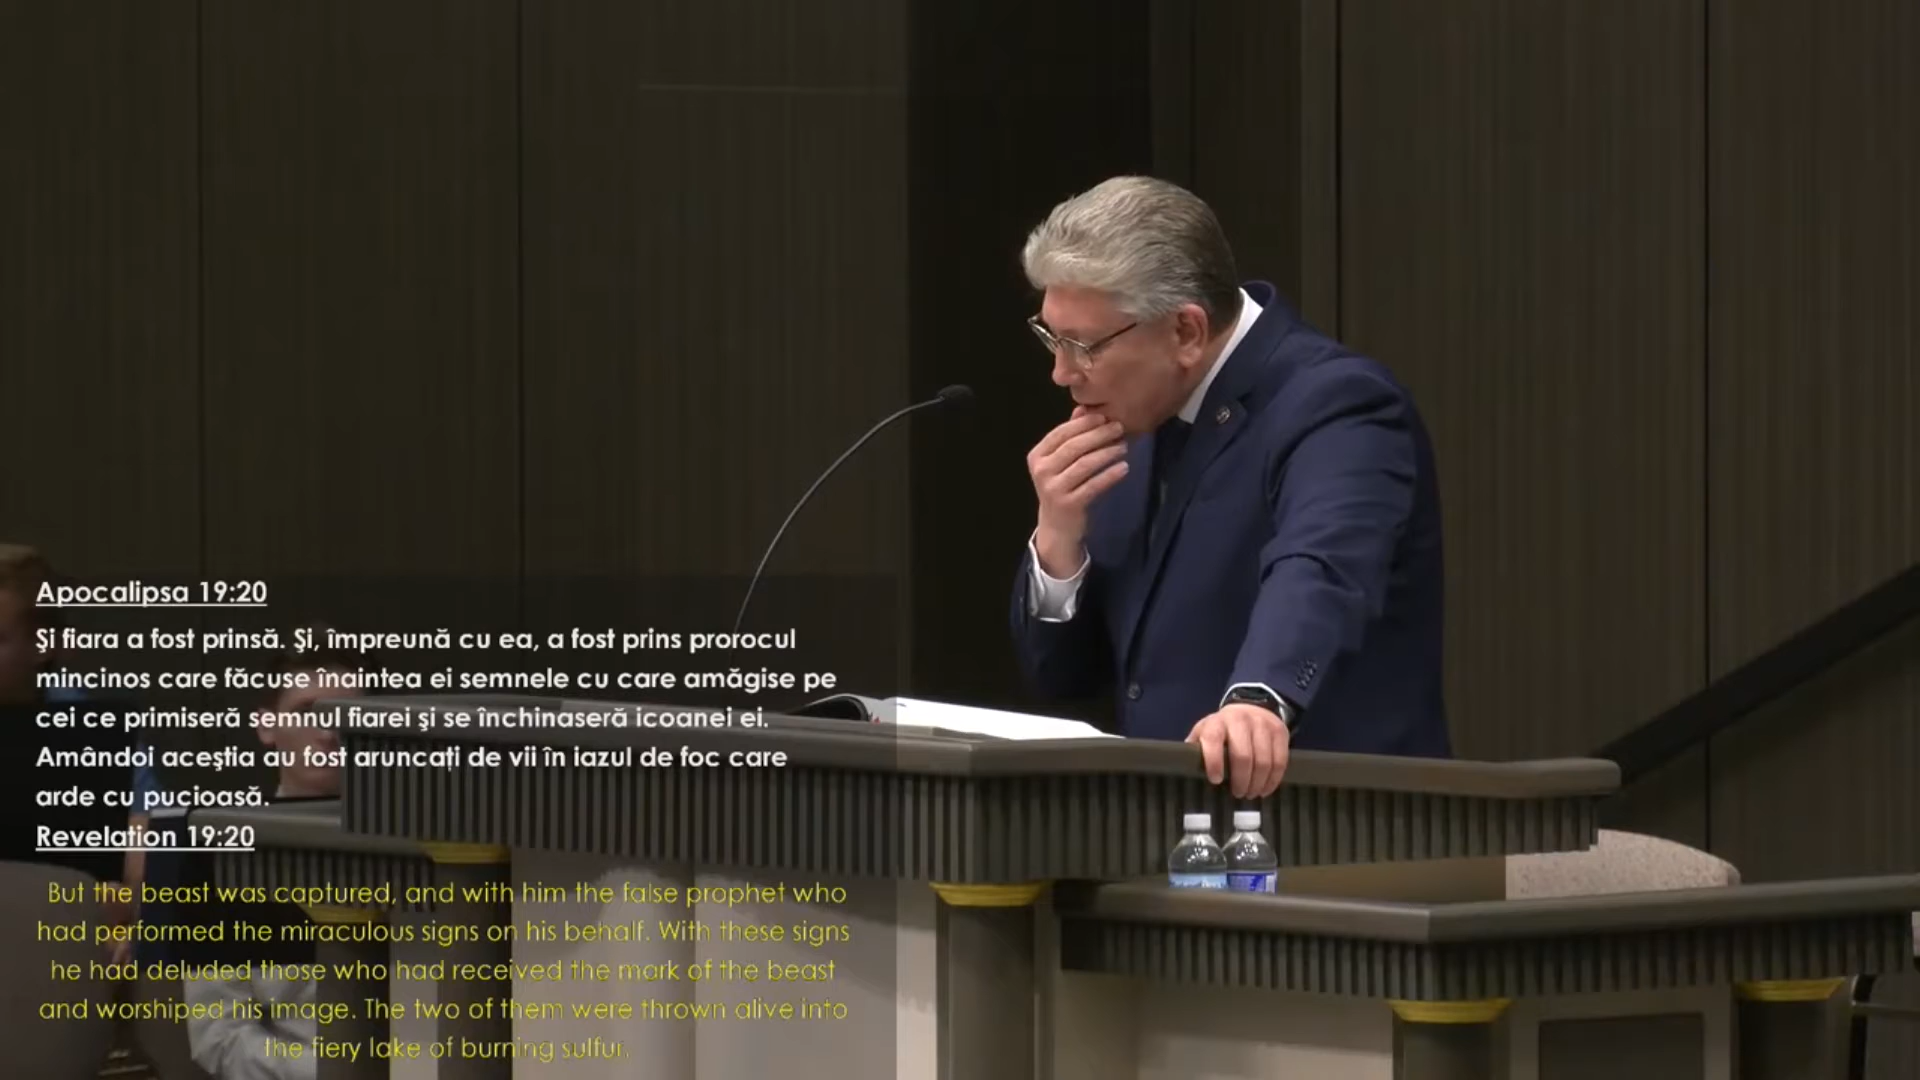 Apocalipsa 19:20
Şi fiara a fost prinsă. Şi, împreună cu ea, a fost prins prorocul
mincinos care făcuse înaintea ei semnele cu care amăgise pe
cei ce primiseră semnul fiarei şi se închinaseră icoanei ei.
Amândoi aceştia au fost aruncaţi de vii în iazul de foc care
arde cu pucioasă.
Revelation 19:20
But the beast was captured, and with him the false prophet who
had performed the miraculous signs on his behalf. With these signs
he had deluded those who had received the mark of the beast
and worshiped his image. The two of them were thrown alive into
the fiery lake of burning sulfur.